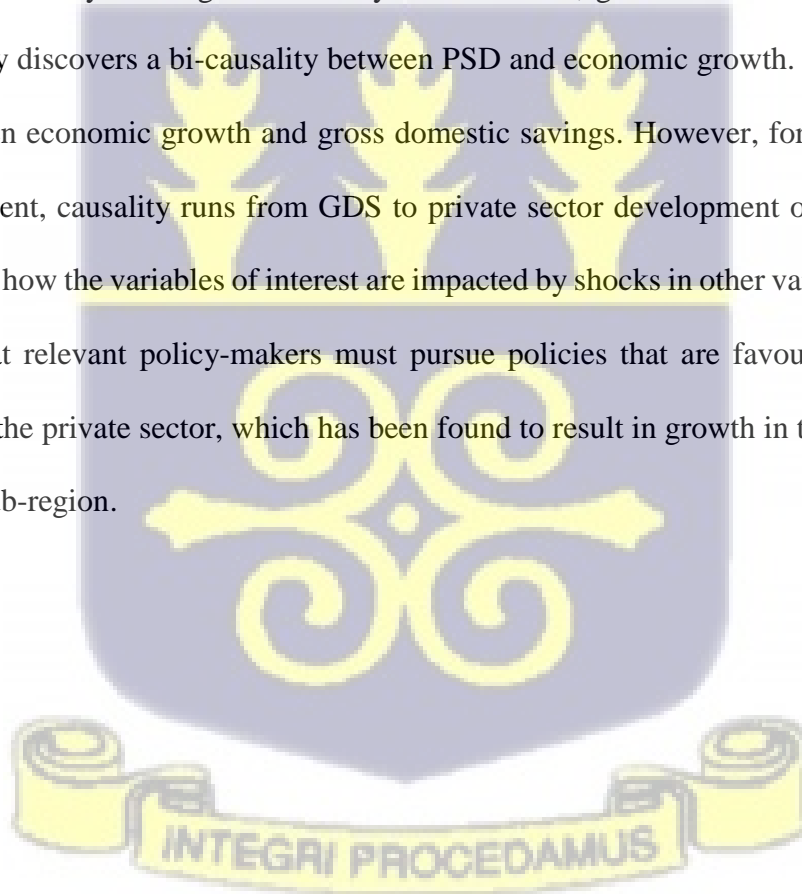 y discovers a bi-causality between PSD and economic growth.
n economic growth and gross domestic savings. However, for
ent, causality runs from GDS to private sector development o
how the variables of interest are impacted by shocks in other va
at relevant policy-makers must pursue policies that are favou
the private sector, which has been found to result in growth in t
b-region.
INTEGRI PROCEDAMUS